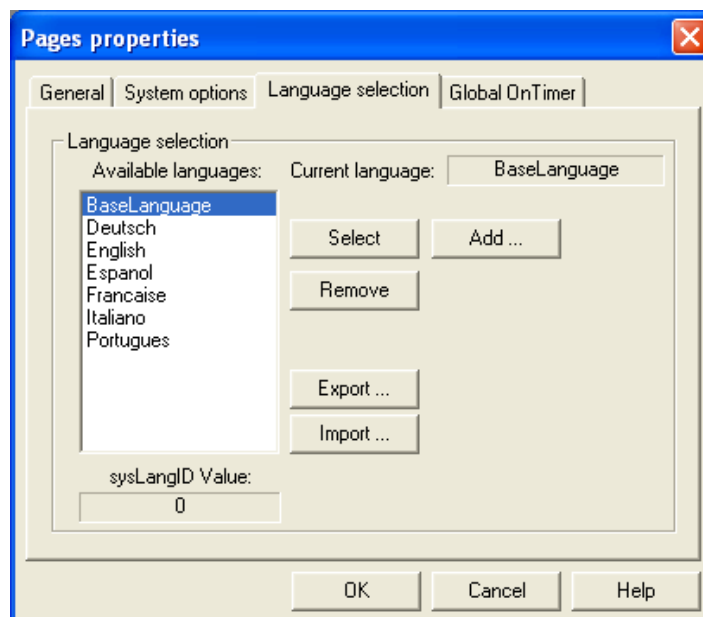 Pages properties
General System options Language selection Global OnTimer
Language selection
Available languages: Current language: BaseLanguage
BaseLanguage
Deutsch
English
Espanol
Francaise
Italiano
Portugues
Select Add ...
Remove
Export ...
Import ...
sysLangID Value:
0
OK Cancel Help